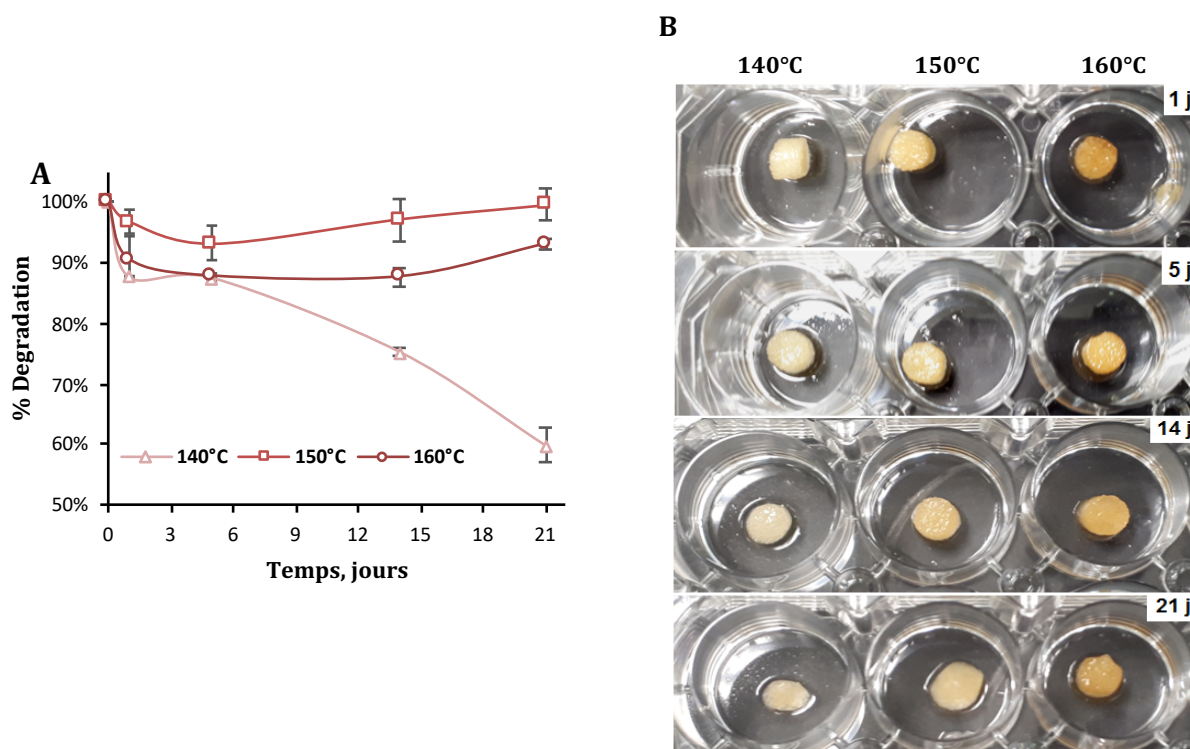 A
% Degradation
100%
90%
80%
70%
60%
50%
140°C 150°C 160°C
0 3 6 9 12 15 18 21
Temps, jours
B
140°C 150°C 160°C
1 j
5 j
14 j
21 j